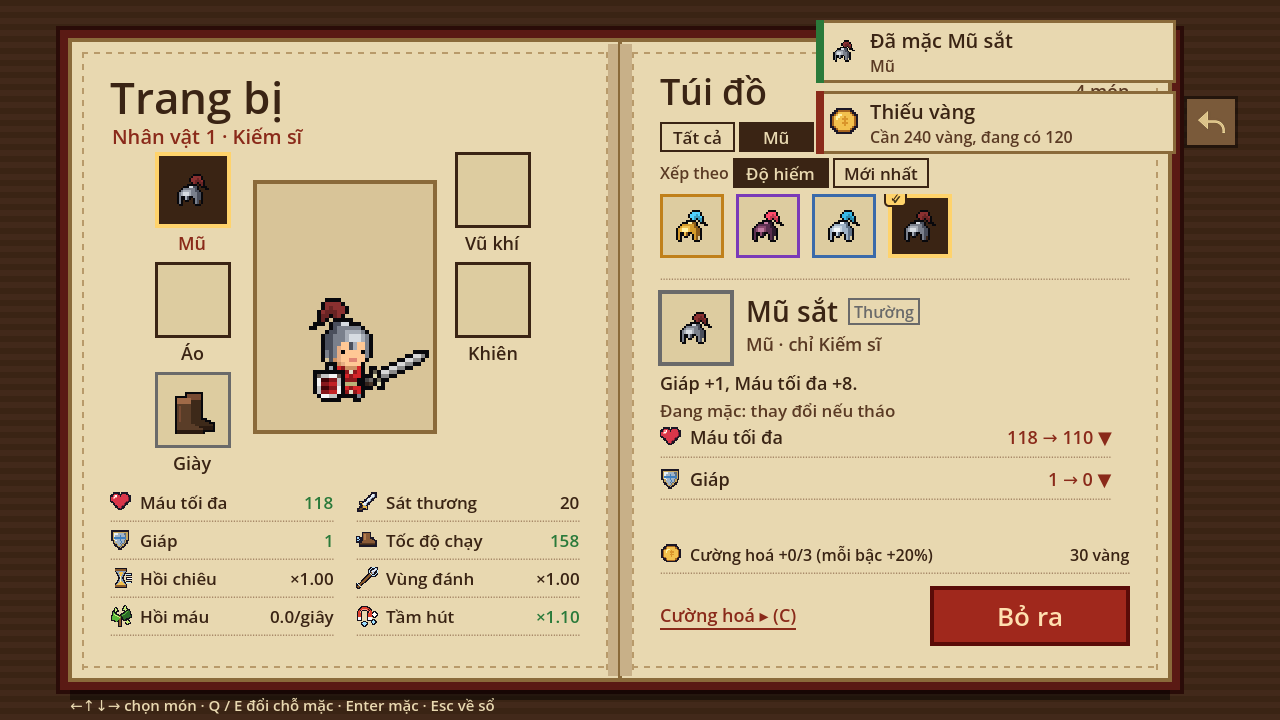 Trang bị
Nhân vật 1 · Kiếm sĩ
Mũ
Vũ khí
Áo
Khiên
Giày
Máu tối đa 118
Sát thương 20
Giáp 1
Tốc độ chạy 158
Hồi chiêu ×1.00
Vùng đánh ×1.00
Hồi máu 0.0/giây
Tầm hút ×1.10
Đã mặc Mũ sắt
Mũ
Túi đồ
4 món
Thiếu vàng
Cần 240 vàng, đang có 120
Tất cả
Mũ
Xếp theo
Độ hiếm
Mới nhất
Mũ sắt
Thường
Mũ · chỉ Kiếm sĩ
Giáp +1, Máu tối đa +8.
Đang mặc: thay đổi nếu tháo
Máu tối đa 118 → 110 ▼
Giáp 1 → 0 ▼
Cường hoá +0/3 (mỗi bậc +20%) 30 vàng
Cường hoá ▸ (C)
Bỏ ra
←↑↓→ chọn món · Q / E đổi chỗ mặc · Enter mặc · Esc về sổ